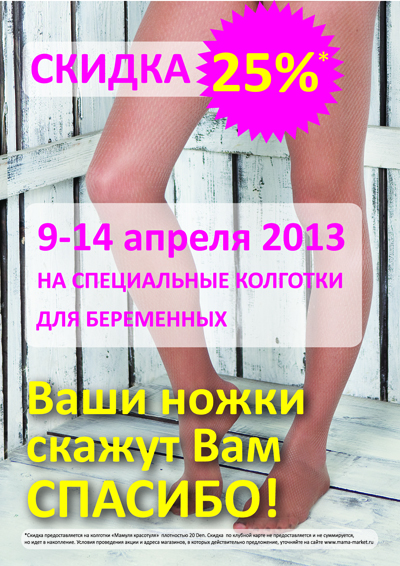 СКИДКА 25%*
9-14 апреля 2013
НА СПЕЦИАЛЬНЫЕ КОЛГОТКИ
ДЛЯ БЕРЕМЕННЫХ
Ваши ножки
скажут Вам
СПАСИБО!
*Скидка предоставляется на колготки «Мамуля красотуля» плотностью 20 Den. Скидка по клубной карте не предоставляется и не суммируется,
но идет в накопление. Условия проведения акции и адреса магазинов, в которых действительно предложение, уточняйте на сайте www.mama-market.ru